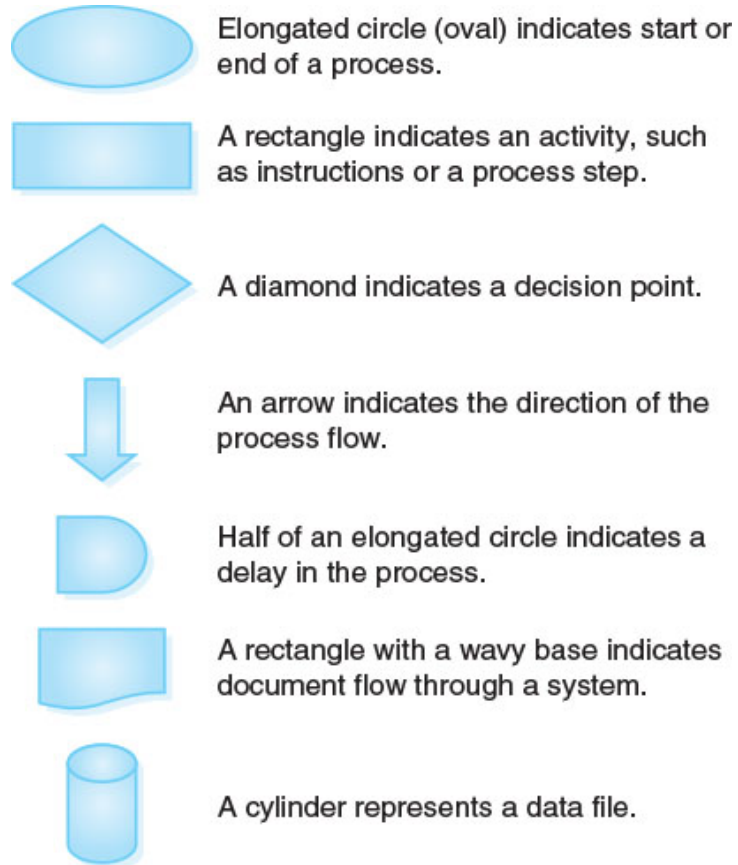 Elongated circle (oval) indicates start or
end of a process.
A rectangle indicates an activity, such
as instructions or a process step.
A diamond indicates a decision point.
An arrow indicates the direction of the
process flow.
Half of an elongated circle indicates a
delay in the process.
A rectangle with a wavy base indicates
document flow through a system.
A cylinder represents a data file.